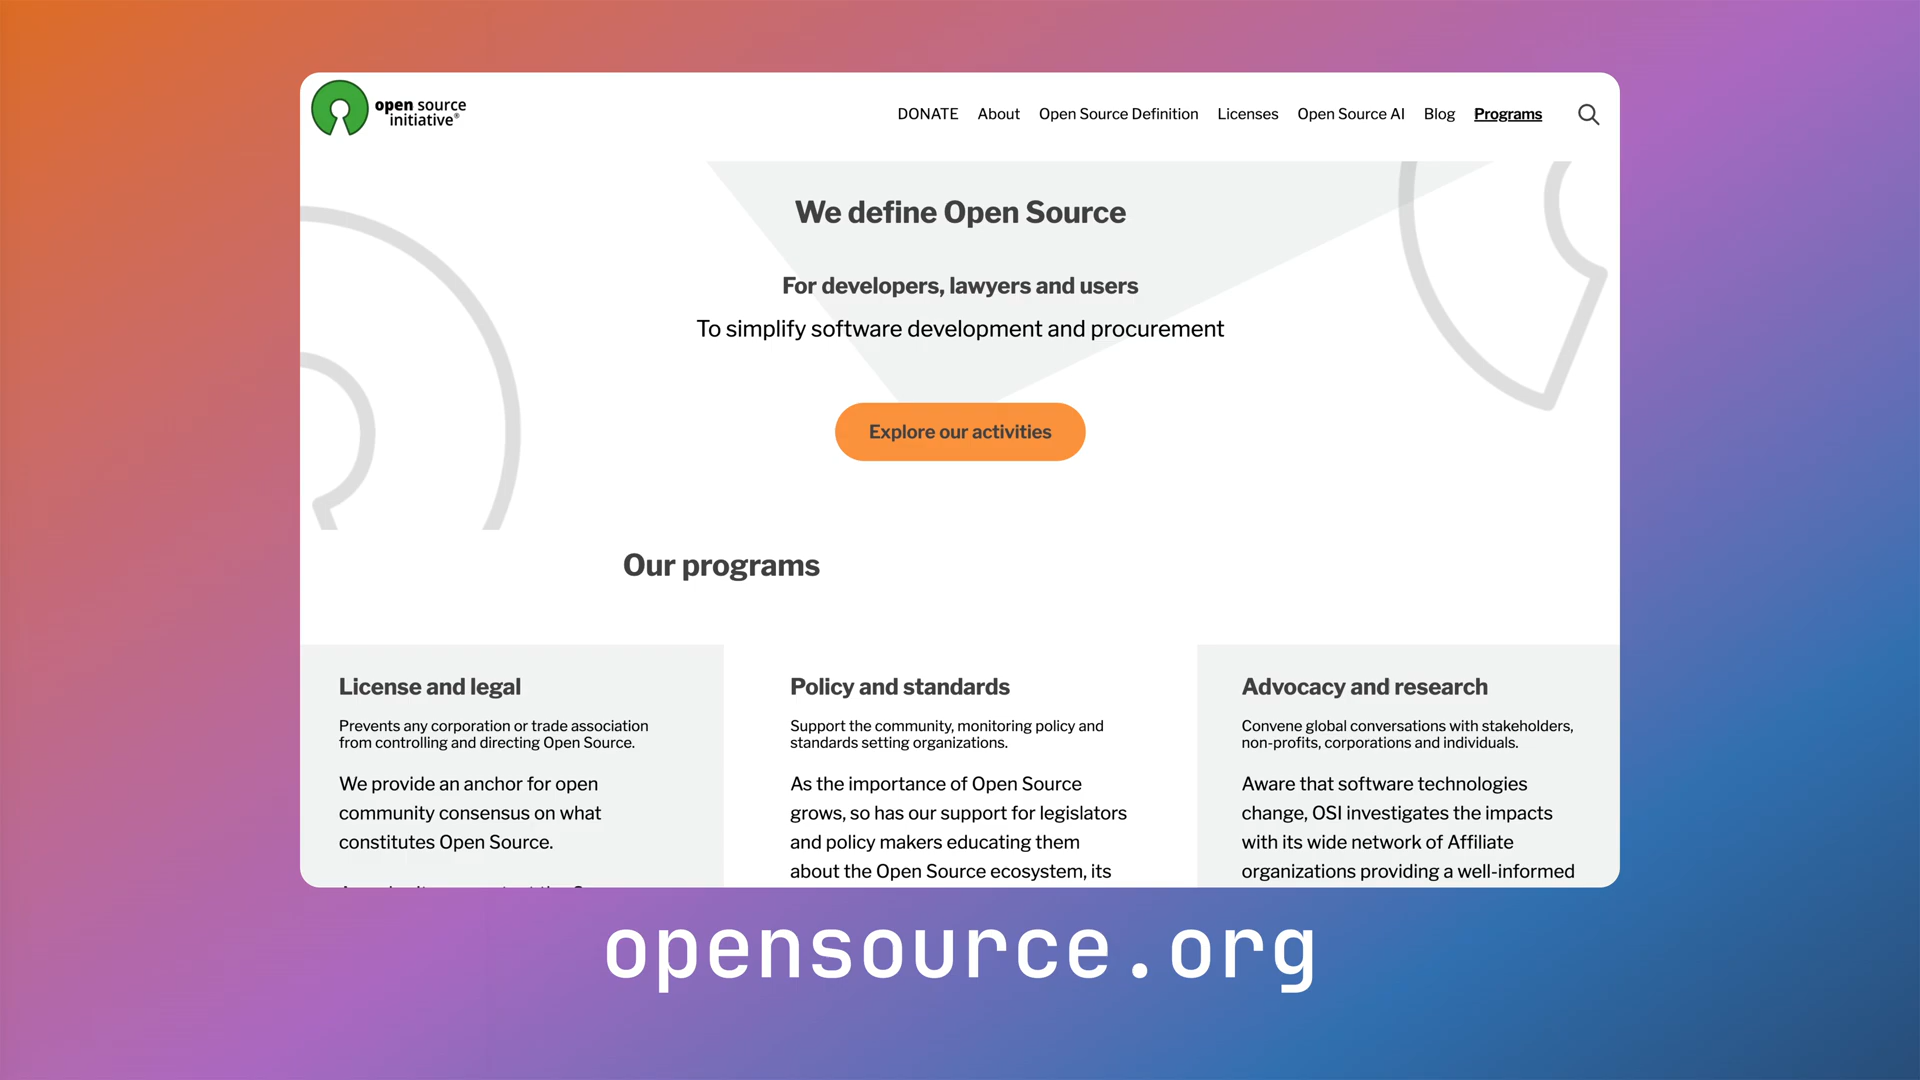 open source
initiative®
DONATE About Open Source Definition Licenses Open Source AI Blog Programs
We define Open Source
For developers, lawyers and users
To simplify software development and procurement
Explore our activities
Our programs
License and legal
Prevents any corporation or trade association
from controlling and directing Open Source.
We provide an anchor for open
community consensus on what
constitutes Open Source.
Policy and standards
Support the community, monitoring policy and
standards setting organizations.
As the importance of Open Source
grows, so has our support for legislators
and policy makers educating them
about the Open Source ecosystem, its
Advocacy and research
Convene global conversations with stakeholders,
non-profits, corporations and individuals.
Aware that software technologies
change, OSI investigates the impacts
with its wide network of Affiliate
organizations providing a well-informed
opensource.org